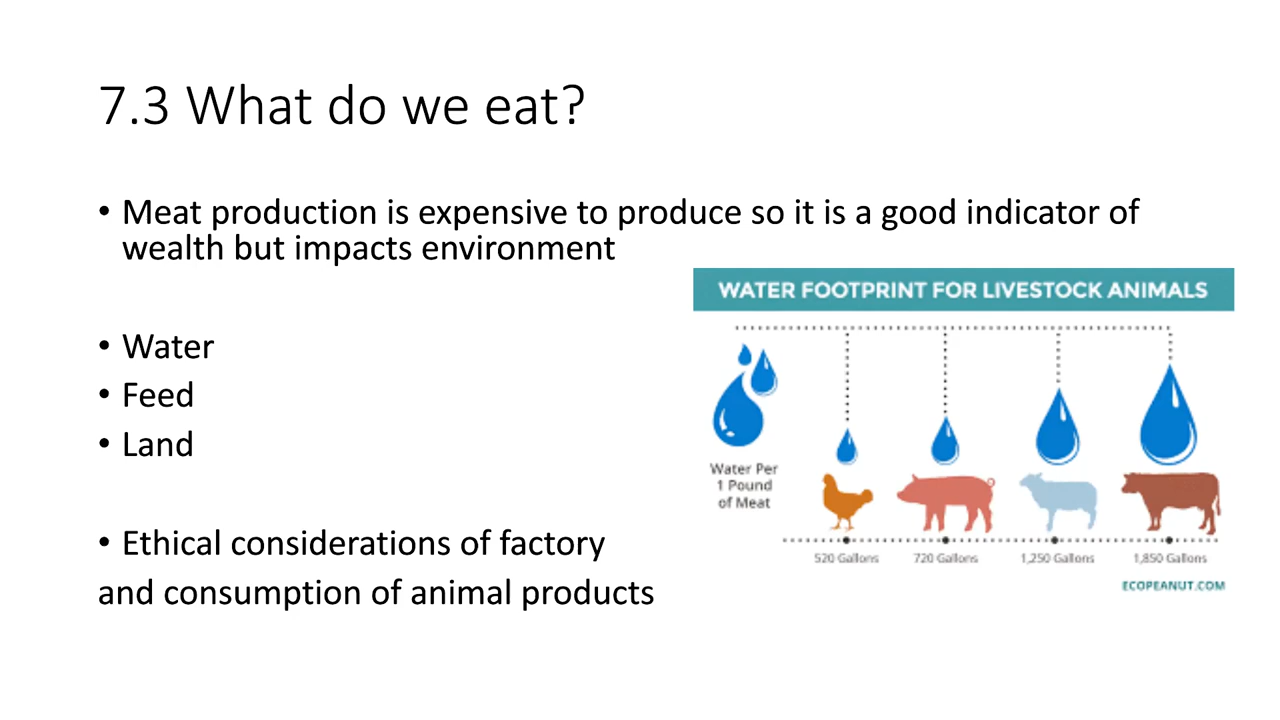 7.3 What do we eat?
• Meat production is expensive to produce so it is a good indicator of
wealth but impacts environment
• Water
• Feed
• Land
• Ethical considerations of factory
and consumption of animal products
WATER FOOTPRINT FOR LIVESTOCK ANIMALS
Water Per
1 Pound
of Meat
520 Gallons
720 Gallons
1,250 Gallons
1,850 Gallons
ECOPEANUT.COM